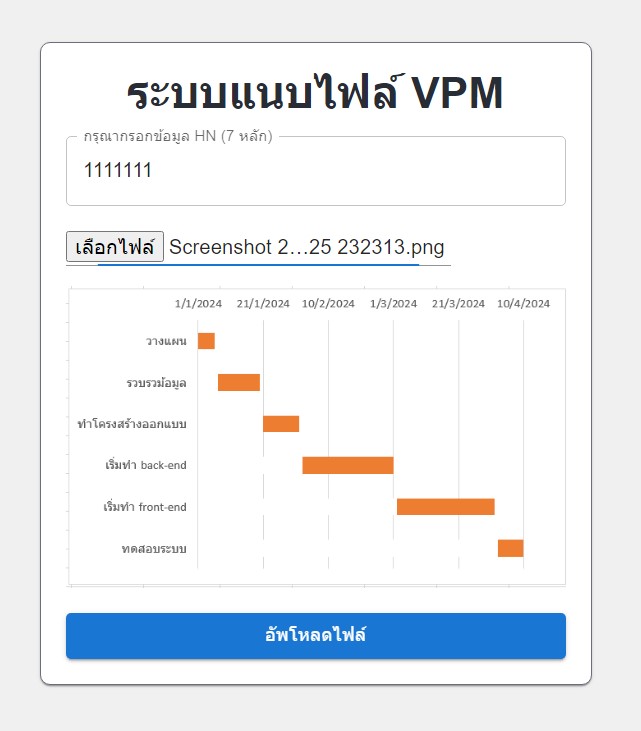 ระบบแนบไฟล์ VPM
กรุณากรอกข้อมูล HN (7 หลัก)
1111111
เลือกไฟล์ Screenshot 2…25 232313.png
1/1/2024 21/1/2024 10/2/2024 1/3/2024 21/3/2024 10/4/2024
วางแผน
รวบรวม้อมูล
ทำโครงสร้างออกแบบ
เริ่มทำ back-end
เริ่มทำ front-end
ทดสอบระบบ
อัพโหลดไฟล์